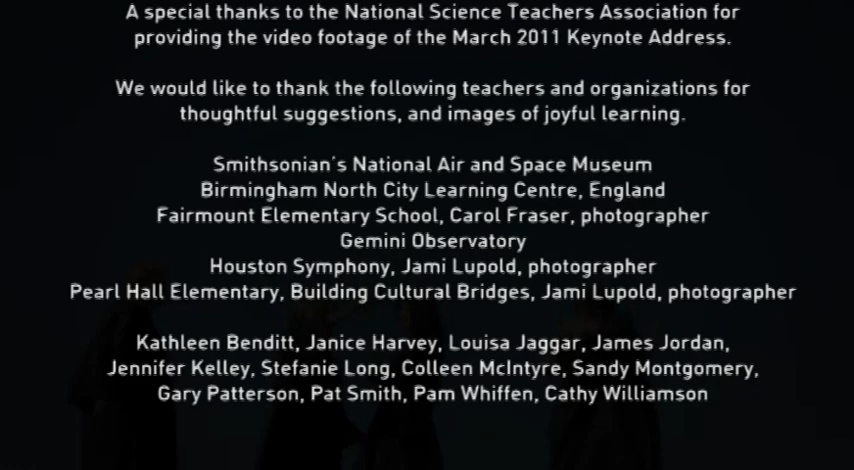 A special thanks to the National Science Teachers Association for
providing the video footage of the March 2011 Keynote Address.
We would like to thank the following teachers and organizations for
thoughtful suggestions, and images of joyful learning.
Smithsonian's National Air and Space Museum
Birmingham North City Learning Centre, England
Fairmount Elementary School, Carol Fraser, photographer
Gemini Observatory
Houston Symphony, Jami Lupold, photographer
Pearl Hall Elementary, Building Cultural Bridges, Jami Lupold, photographer
Kathleen Benditt, Janice Harvey, Louisa Jaggar, James Jordan,
Jennifer Kelley, Stefanie Long, Colleen McIntyre, Sandy Montgomery,
Gary Patterson, Pat Smith, Pam Whiffen, Cathy Williamson